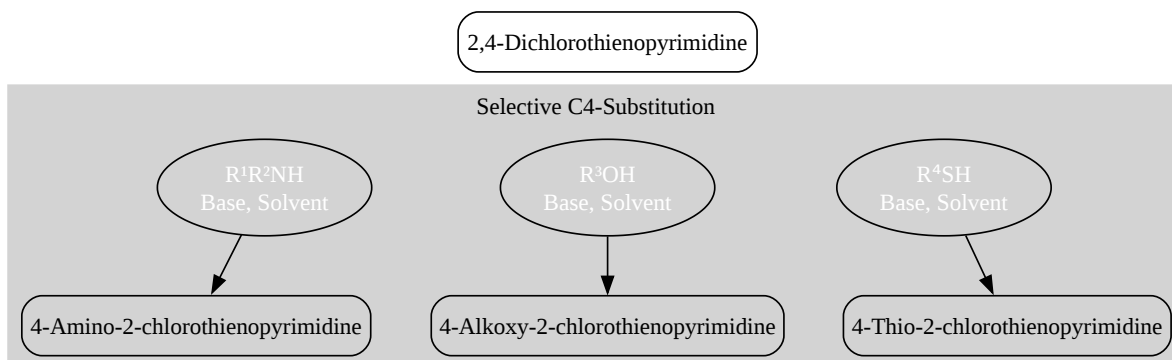 2,4-Dichlorothienopyrimidine
Selective C4-Substitution
R¹R²NH
Base, Solvent
R³OH
Base, Solvent
R⁴SH
Base, Solvent
4-Amino-2-chlorothienopyrimidine
4-Alkoxy-2-chlorothienopyrimidine
4-Thio-2-chlorothienopyrimidine